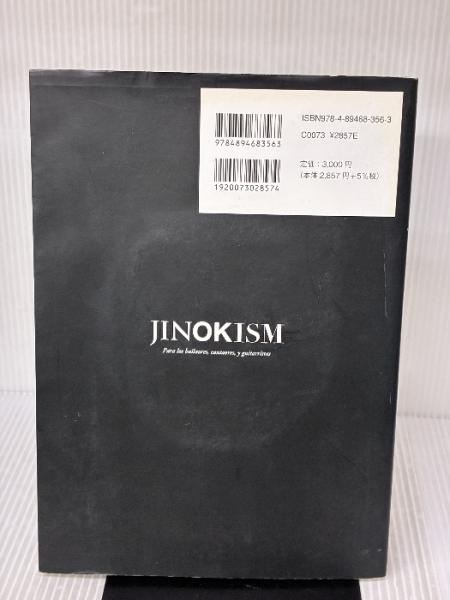 ISBN978-4-89468-356-3
C0073 ¥2857E
9784894683563
定価：3,000円
（本体2,857円＋5%税）
1920073028574
JINOKISM
Para los bailaores, cantaores, y guitarristas